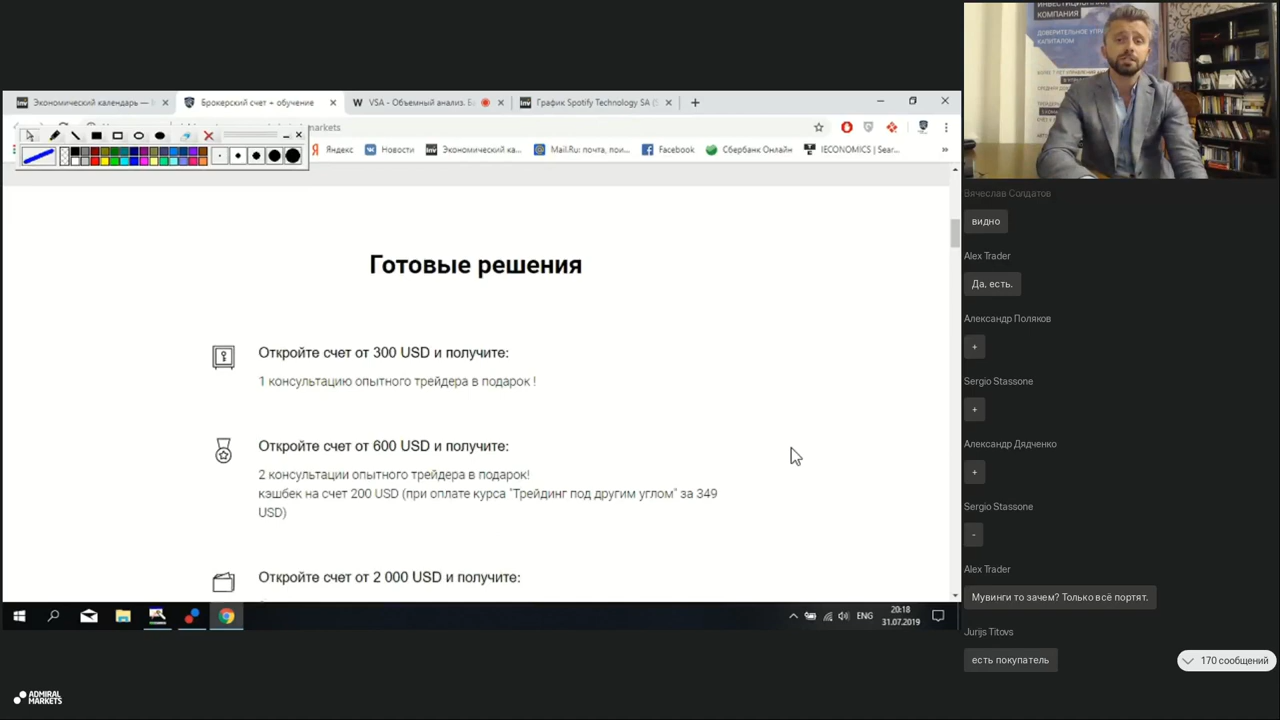 Экономический календарь —
Брокерский счет + обучение
VSA - Объемный анализ.
График Spotify Technology SA (
markets
Яндекс
Новости
Экономический ка...
Mail.Ru: почта, пои...
Facebook
Сбербанк Онлайн
IECONOMICS | Sear...
»
Готовые решения
Откройте счет от 300 USD и получите:
1 консультацию опытного трейдера в подарок !
Откройте счет от 600 USD и получите:
2 консультации опытного трейдера в подарок!
кэшбек на счет 200 USD (при оплате курса "Трейдинг под другим углом" за 349
USD)
Откройте счет от 2 000 USD и получите:
ENG
20:18
31.07.2019
ADMIRAL
MARKETS
ИНВЕСТИЦИОННАЯ
КОМПАНИЯ
ДОВЕРИТЕЛЬНОЕ
КАПИТАЛОМ
Вячеслав Солдатов
видно
Alex Trader
Да, есть.
Александр Поляков
+
Sergio Stassone
+
Александр Дядченко
+
Sergio Stassone
-
Alex Trader
Мувинги то зачем? Только всё портят.
Jurijs Titovs
есть покупатель
170 сообщений